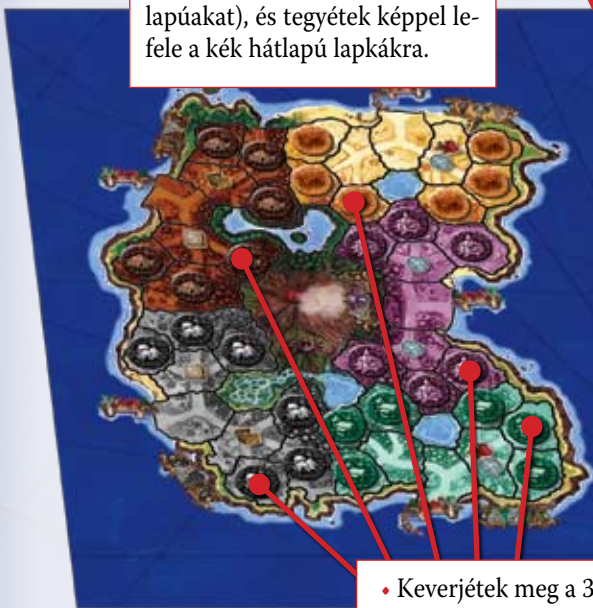 lapúakat), és tegyétek képpel le-
fele a kék hátlapú lapkákra.
• Keverjétek meg a 3